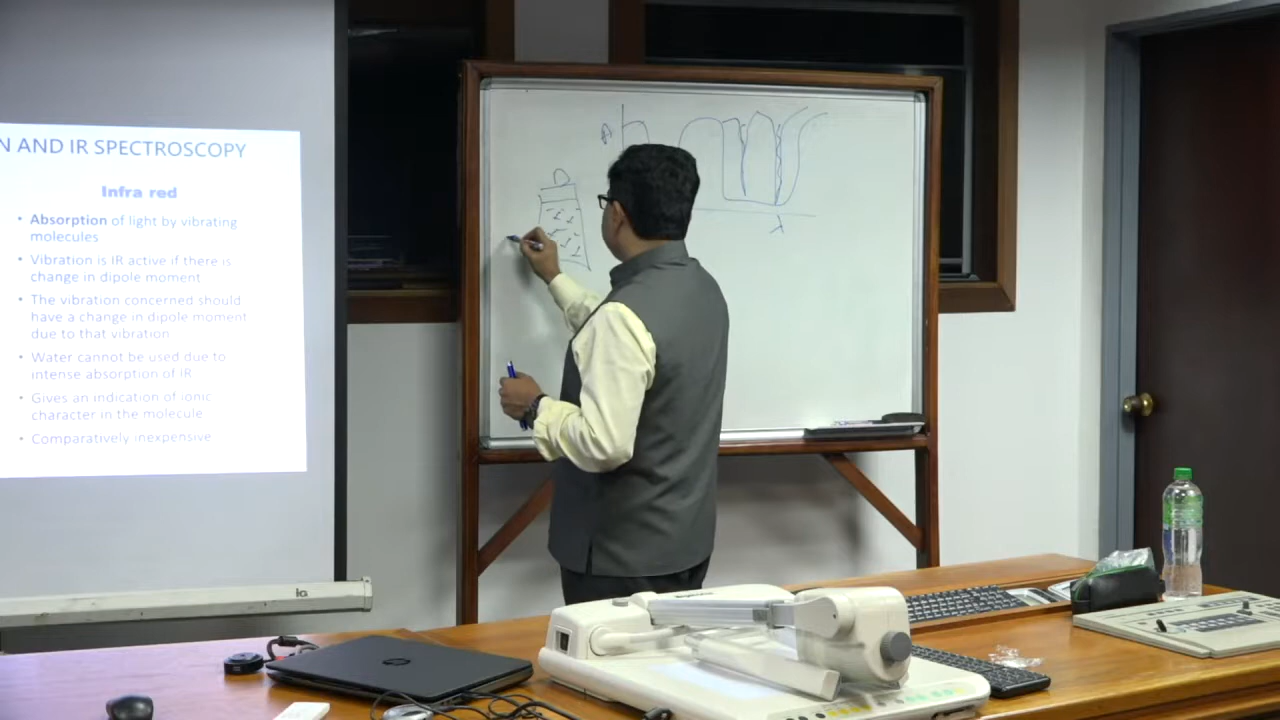 N AND IR SPECTROSCOPY
Infra red
• Absorption of light by vibrating
molecules
• Vibration is IR active if there is
change in dipole moment
• The vibration concerned should
have a change in dipole moment
due to that vibration
• Water cannot be used due to
intense absorption of IR
• Gives an indication of ionic
character in the molecule
• Comparatively inexpensive
A
λ
hp